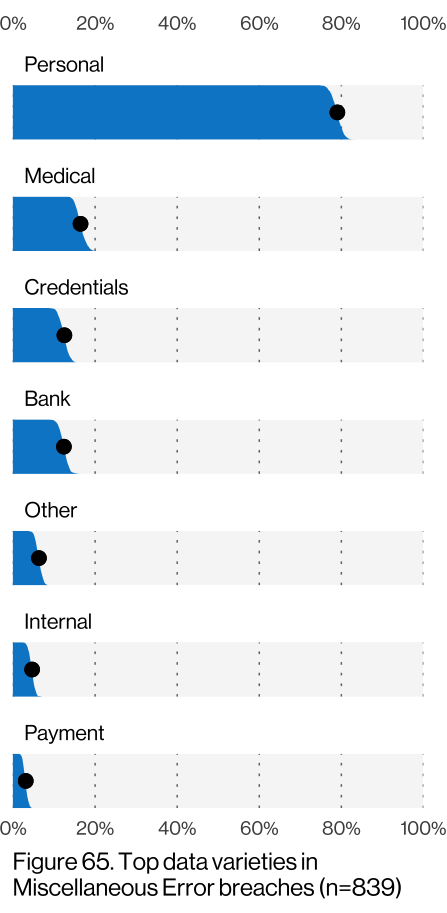 0% 20% 40% 60% 80% 100%
Personal
Medical
Credentials
Bank
Other
Internal
Payment
0% 20% 40% 60% 80% 100%
Figure 65. Top data varieties in
Miscellaneous Error breaches (n=839)